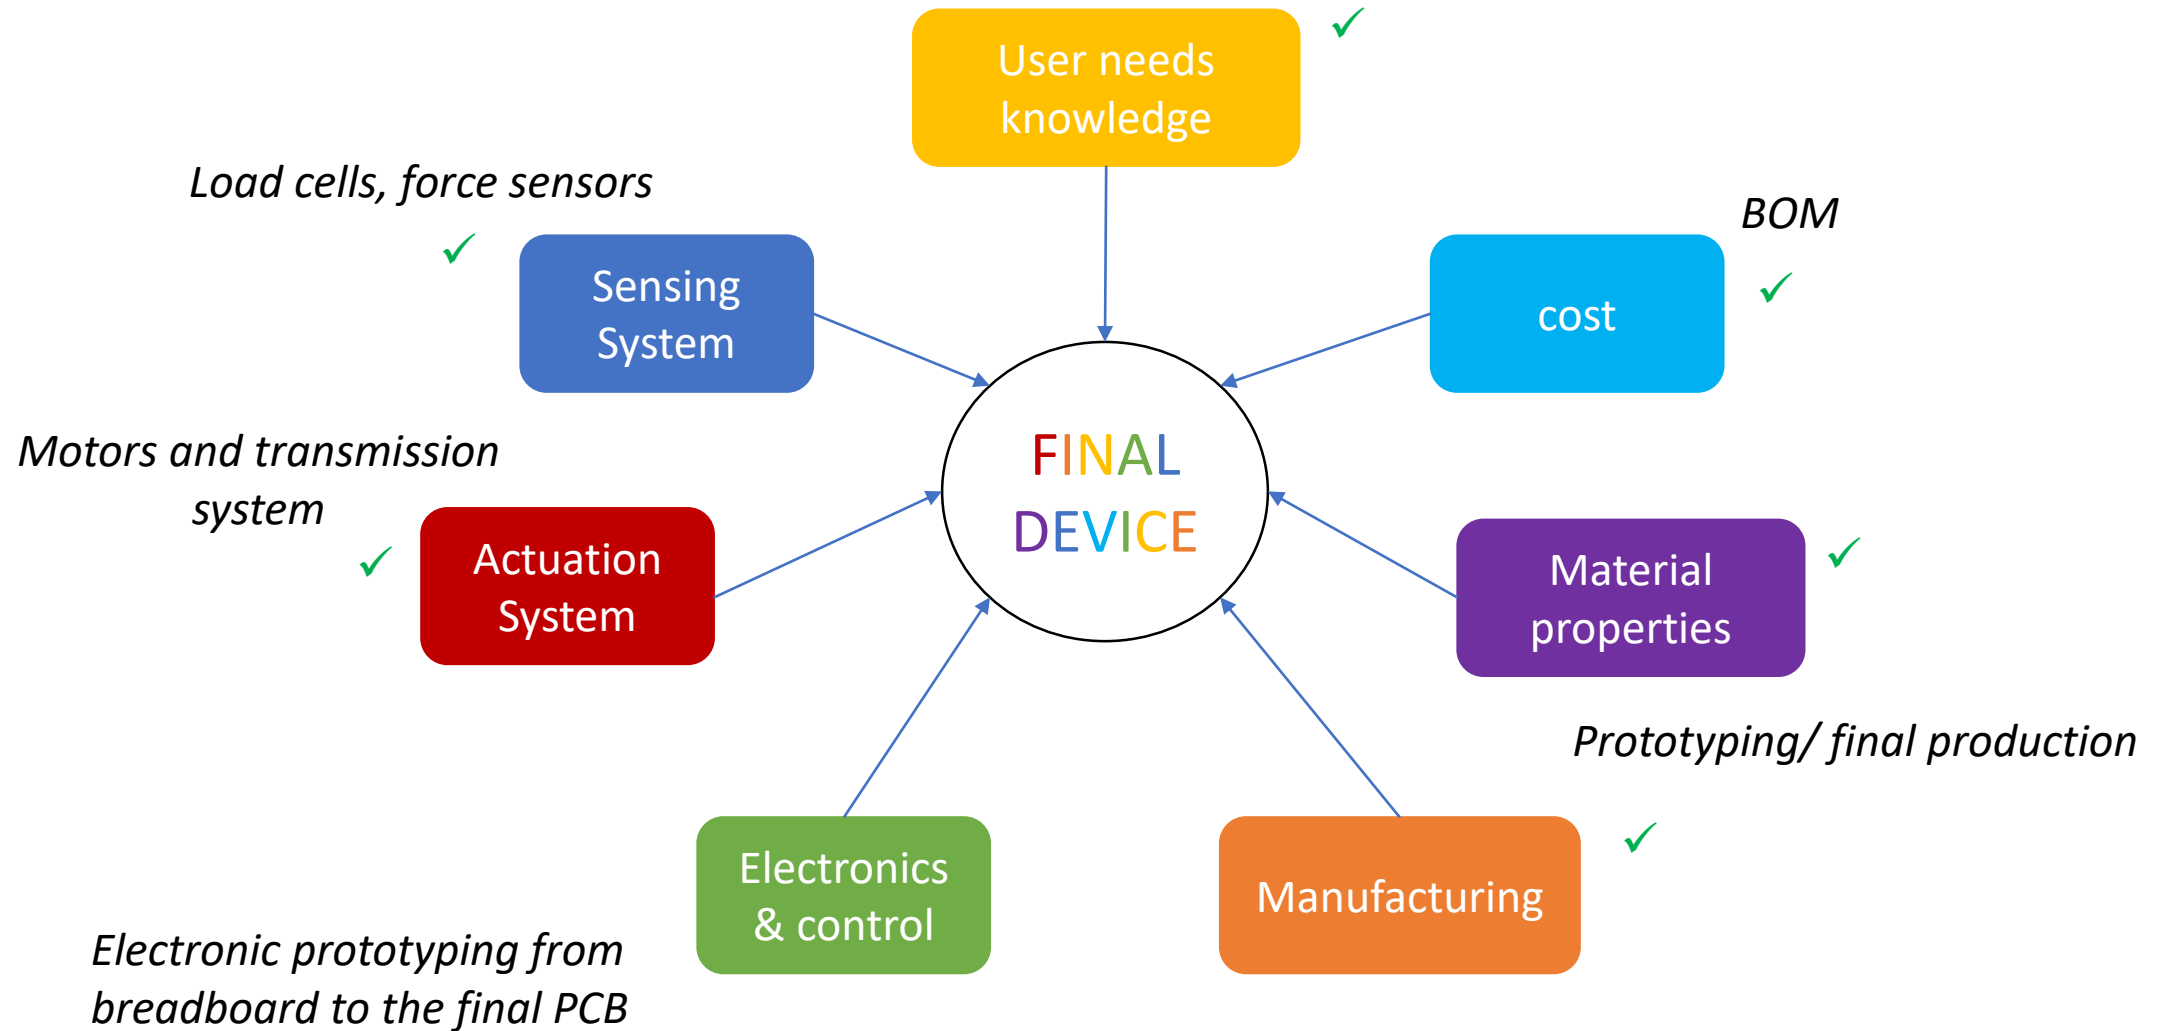 User needs
knowledge
Load cells, force sensors
BOM
Sensing
System
cost
Motors and transmission
system
FINAL
DEVICE
Actuation
System
Material
properties
Prototyping/ final production
Electronics
& control
Manufacturing
Electronic prototyping from
breadboard to the final PCB